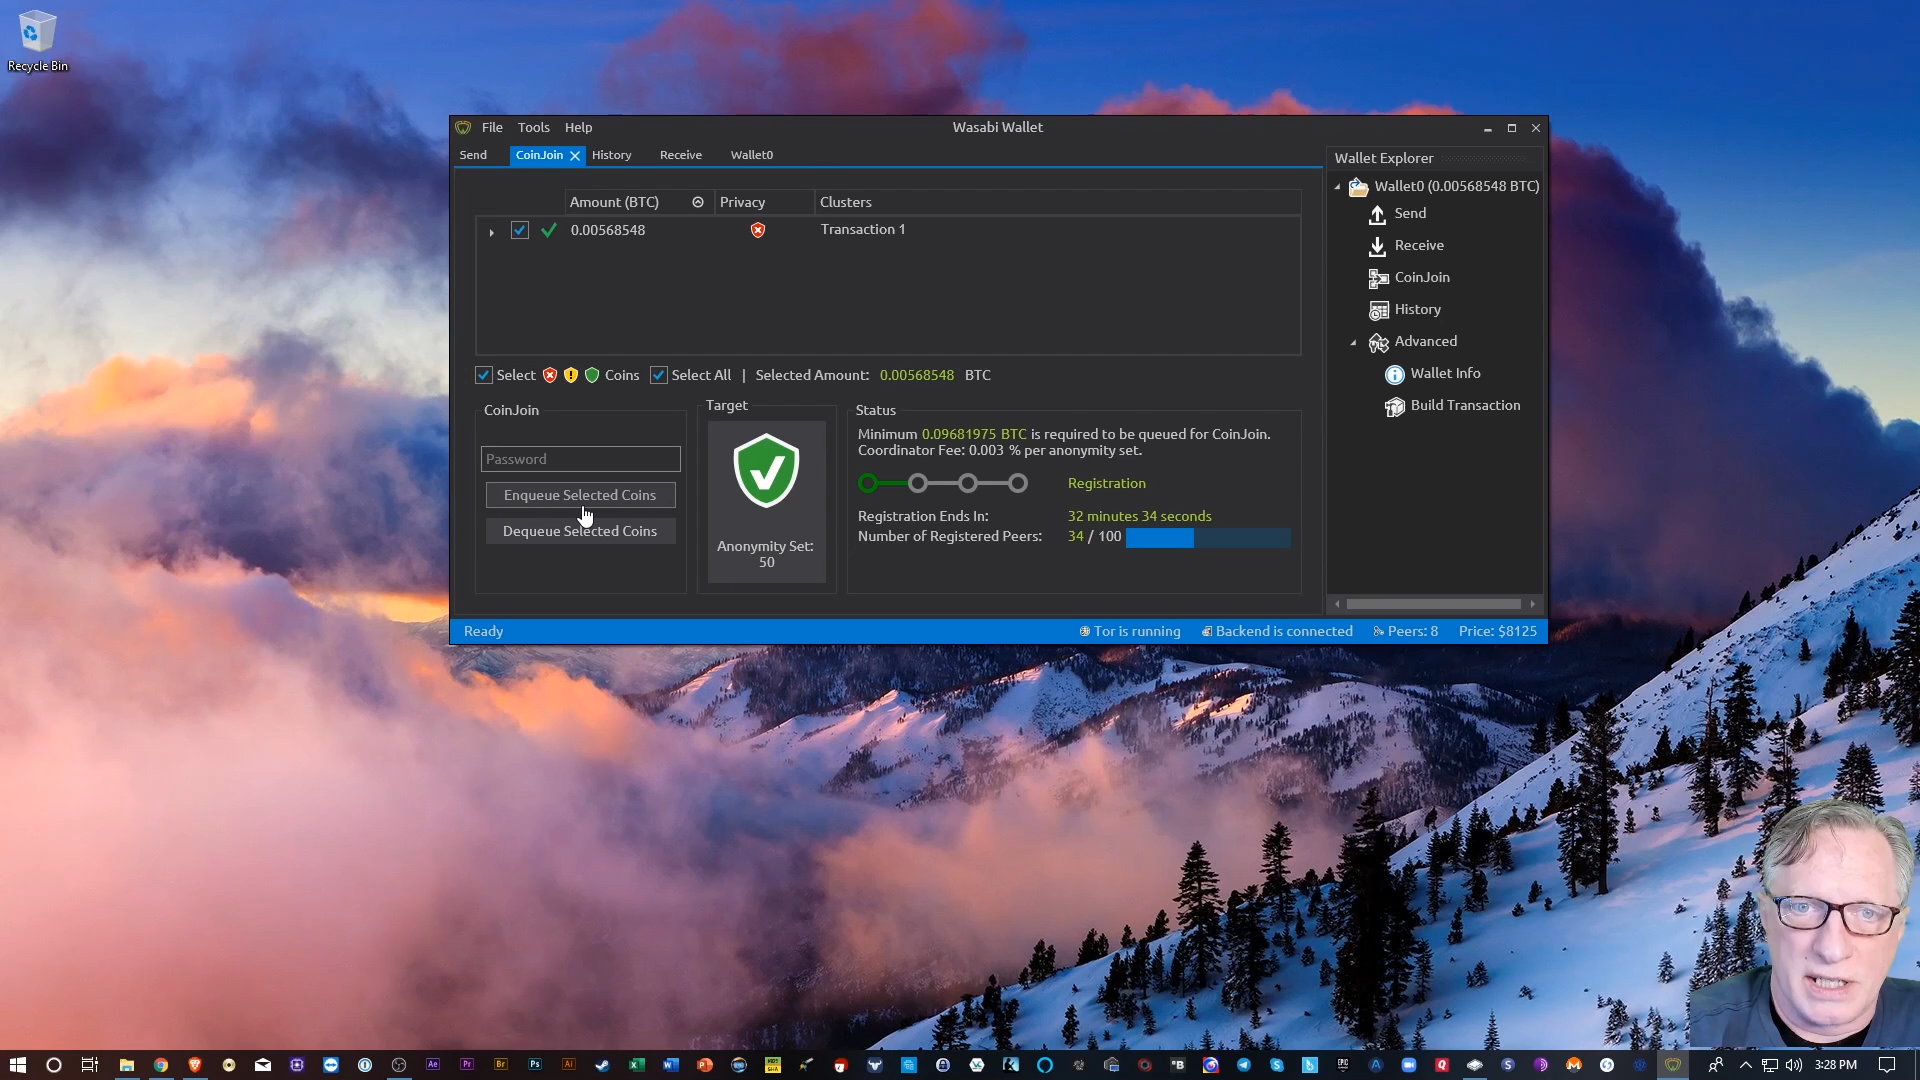 Recycle Bin
File Tools Help
Wasabi Wallet
Send CoinJoin History Receive Wallet0
Wallet Explorer
Wallet0 (0.00568548 BTC)
Send
Receive
CoinJoin
History
Advanced
Wallet Info
Build Transaction
Amount (BTC) Privacy Clusters
0.00568548 Transaction 1
Select Coins Select All | Selected Amount: 0.00568548 BTC
CoinJoin
Password
Enqueue Selected Coins
Dequeue Selected Coins
Target
Anonymity Set:
50
Status
Minimum 0.09681975 BTC is required to be queued for CoinJoin.
Coordinator Fee: 0.003 % per anonymity set.
Registration
Registration Ends In: 32 minutes 34 seconds
Number of Registered Peers: 34 / 100
Ready Tor is running Backend is connected Peers: 8 Price: $8125
Ae Pr Br Ps Ai
3:28 PM